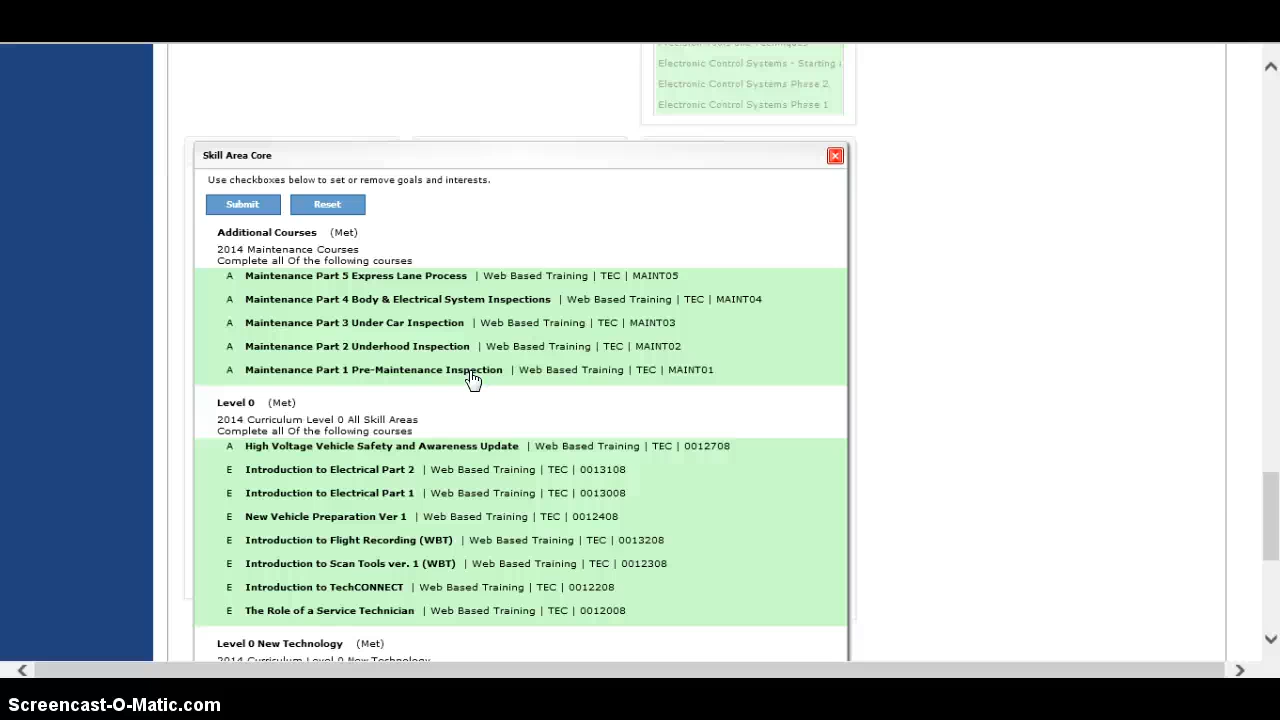 Precision Tools and Techniques
Electronic Control Systems - Starting
Electronic Control Systems Phase 2,
Electronic Control Systems Phase 1
Skill Area Core
Use checkboxes below to set or remove goals and interests.
Submit Reset
Additional Courses (Met)
2014 Maintenance Courses
Complete all Of the following courses
A Maintenance Part 5 Express Lane Process | Web Based Training | TEC | MAINT05
A Maintenance Part 4 Body & Electrical System Inspections | Web Based Training | TEC | MAINT04
A Maintenance Part 3 Under Car Inspection | Web Based Training | TEC | MAINT03
A Maintenance Part 2 Underhood Inspection | Web Based Training | TEC | MAINT02
A Maintenance Part 1 Pre-Maintenance Inspection | Web Based Training | TEC | MAINT01
Level 0 (Met)
2014 Curriculum Level 0 All Skill Areas
Complete all Of the following courses
A High Voltage Vehicle Safety and Awareness Update | Web Based Training | TEC | 0012708
E Introduction to Electrical Part 2 | Web Based Training | TEC | 0013108
E Introduction to Electrical Part 1 | Web Based Training | TEC | 0013008
E New Vehicle Preparation Ver 1 | Web Based Training | TEC | 0012408
E Introduction to Flight Recording (WBT) | Web Based Training | TEC | 0013208
E Introduction to Scan Tools ver. 1 (WBT) | Web Based Training | TEC | 0012308
E Introduction to TechCONNECT | Web Based Training | TEC | 0012208
E The Role of a Service Technician | Web Based Training | TEC | 0012008
Level 0 New Technology (Met)
2014 Curriculum Level 0 New Technology
Screencast-O-Matic.com